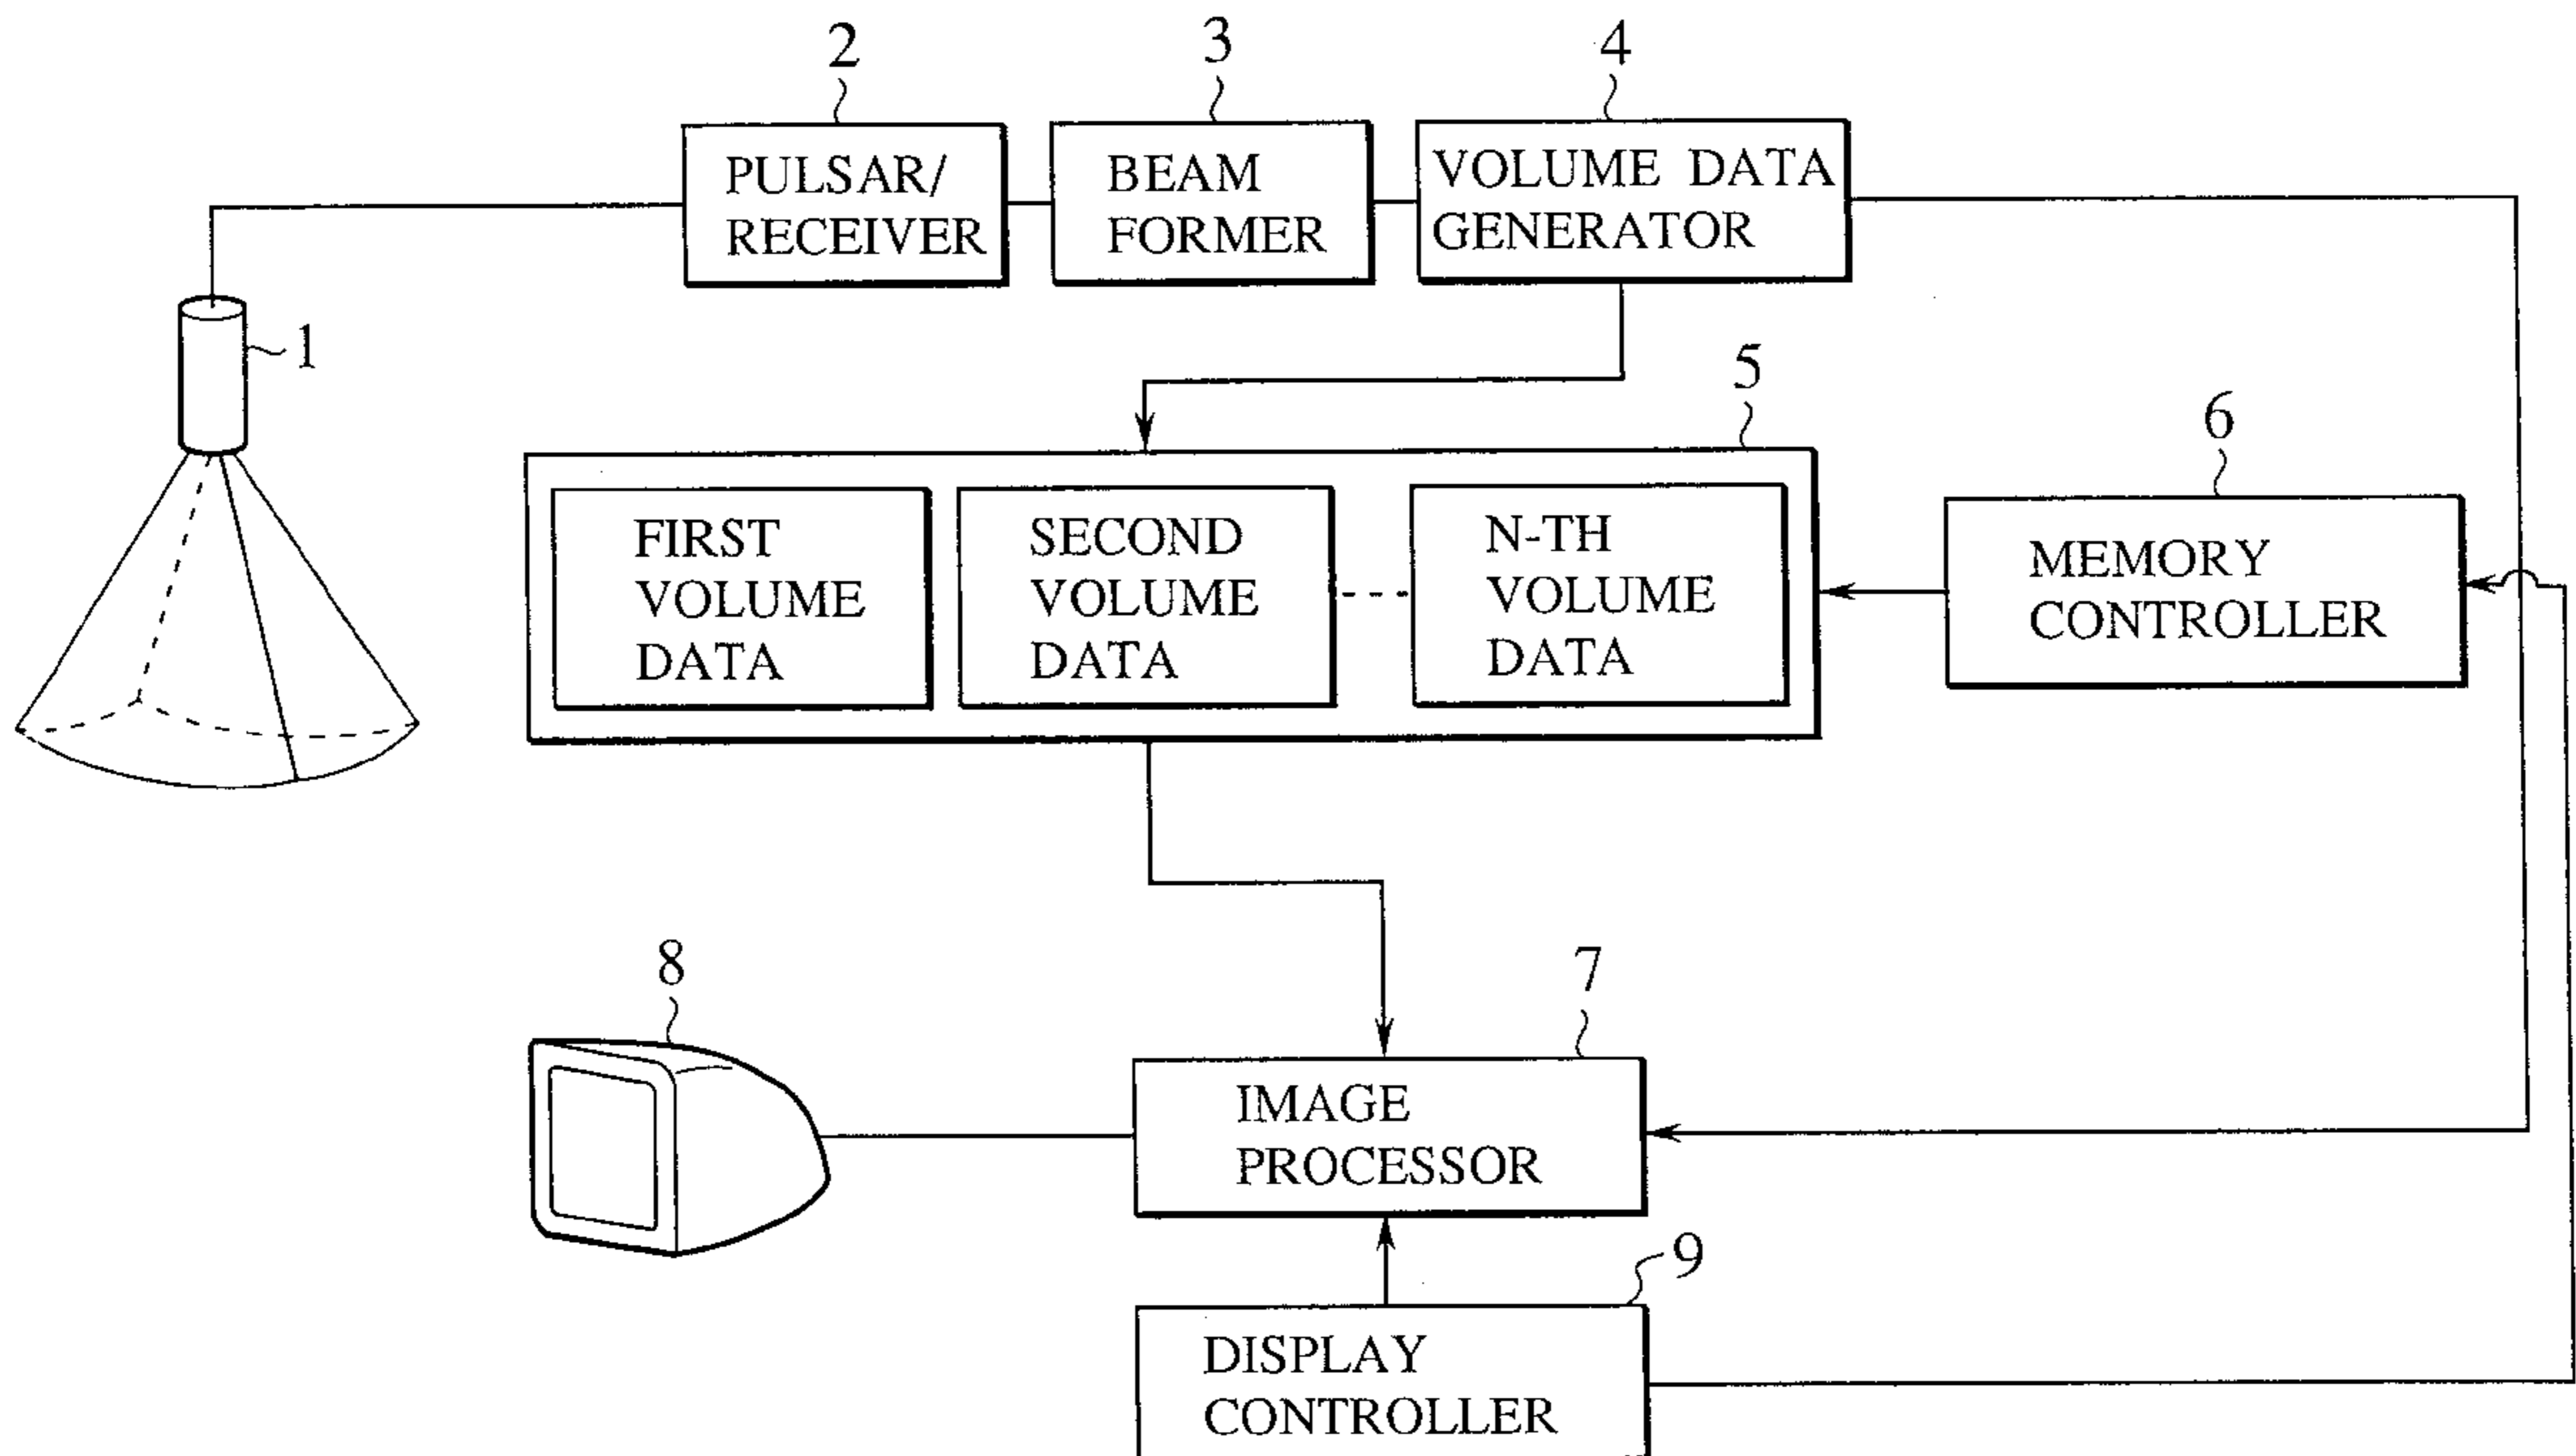 2
3
4
PULSAR/
RECEIVER
BEAM
FORMER
VOLUME DATA
GENERATOR
1
5
6
FIRST
VOLUME
DATA
SECOND
VOLUME
DATA
N-TH
VOLUME
DATA
MEMORY
CONTROLLER
8
7
IMAGE
PROCESSOR
9
DISPLAY
CONTROLLER